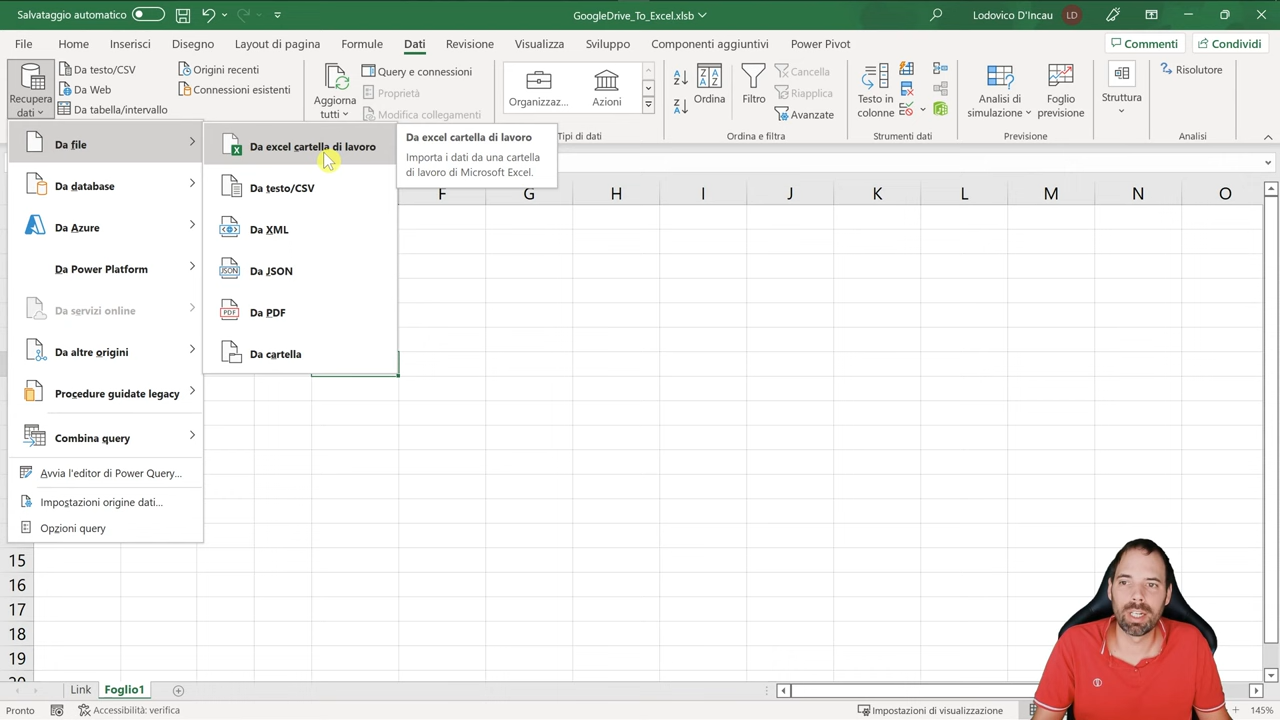 Salvataggio automatico
GoogleDrive_To_Excel.xlsb
Lodovico D'Incau
LD
File
Home
Inserisci
Disegno
Layout di pagina
Formule
Dati
Revisione
Visualizza
Sviluppo
Componenti aggiuntivi
Power Pivot
Commenti
Condividi
Recupera
dati
Da testo/CSV
Da Web
Da tabella/intervallo
Origini recenti
Connessioni esistenti
Aggiorna
tutti
Query e connessioni
Proprietà
Modifica collegamenti
Organizzaz...
Azioni
Tipi di dati
Ordina
Filtro
Cancella
Riapplica
Avanzate
Ordina e filtra
Testo in
colonne
Strumenti dati
Analisi di
simulazione
Foglio
previsione
Previsione
Struttura
Risolutore
Analisi
Da file
Da database
Da Azure
Da Power Platform
Da servizi online
Da altre origini
Procedure guidate legacy
Combina query
Avvia l'editor di Power Query...
Impostazioni origine dati...
Opzioni query
Da excel cartella di lavoro
Da testo/CSV
Da XML
JSON
Da JSON
PDF
Da PDF
Da cartella
Da excel cartella di lavoro
Importa i dati da una cartella
di lavoro di Microsoft Excel.
F G H I J K L M N O
15
16
17
18
19
20
Link
Foglio1
Pronto
Accessibilità: verifica
Impostazioni di visualizzazione
145%